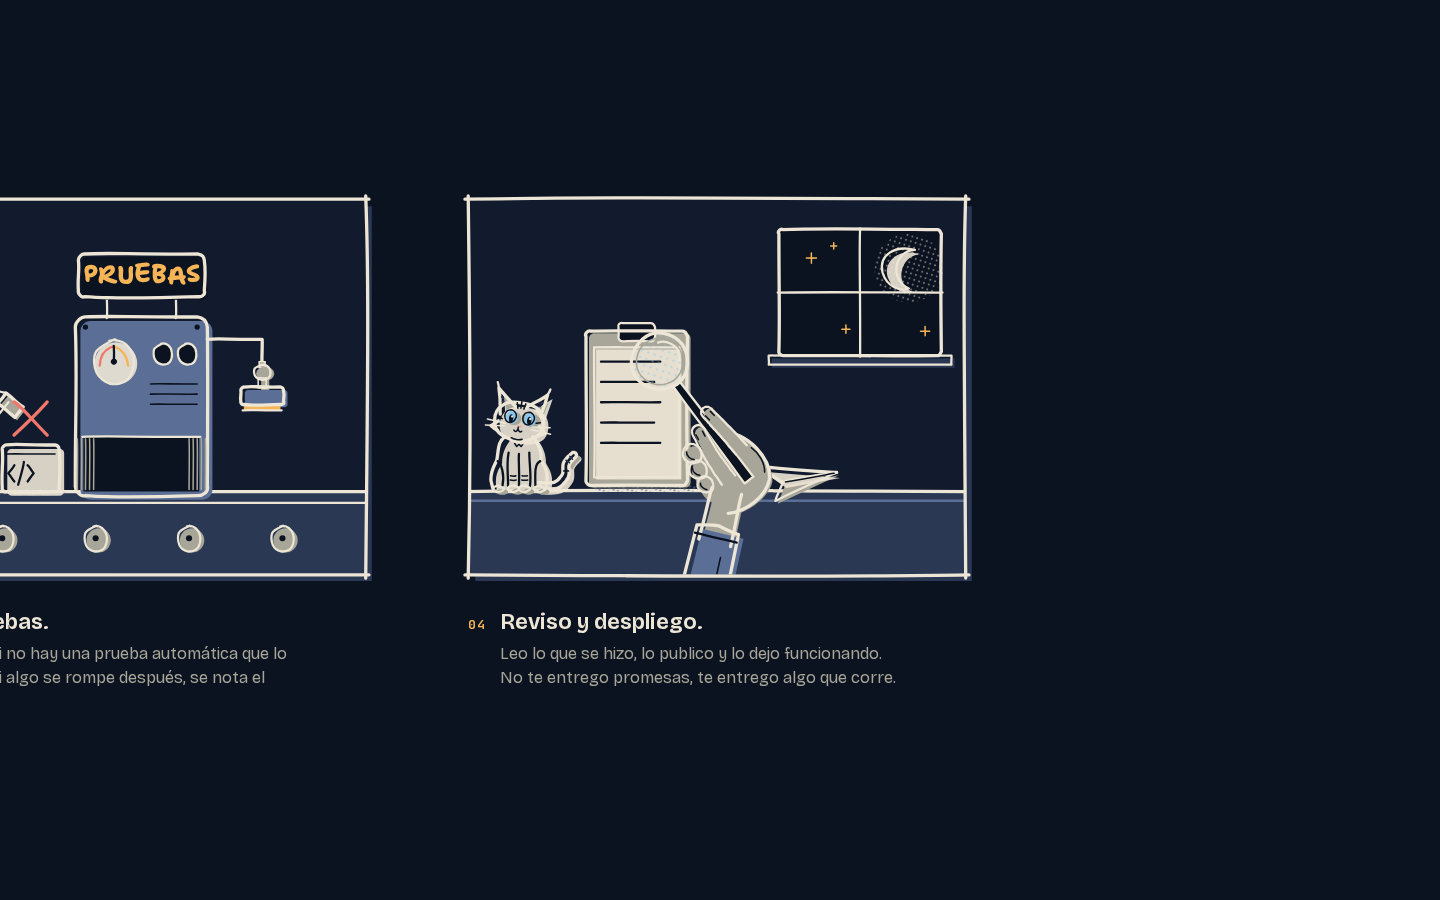 PRUEBAS
</>
ebas.
i no hay una prueba automática que lo
i algo se rompe después, se nota el
04 Reviso y despliego.
Leo lo que se hizo, lo publico y lo dejo funcionando.
No te entrego promesas, te entrego algo que corre.